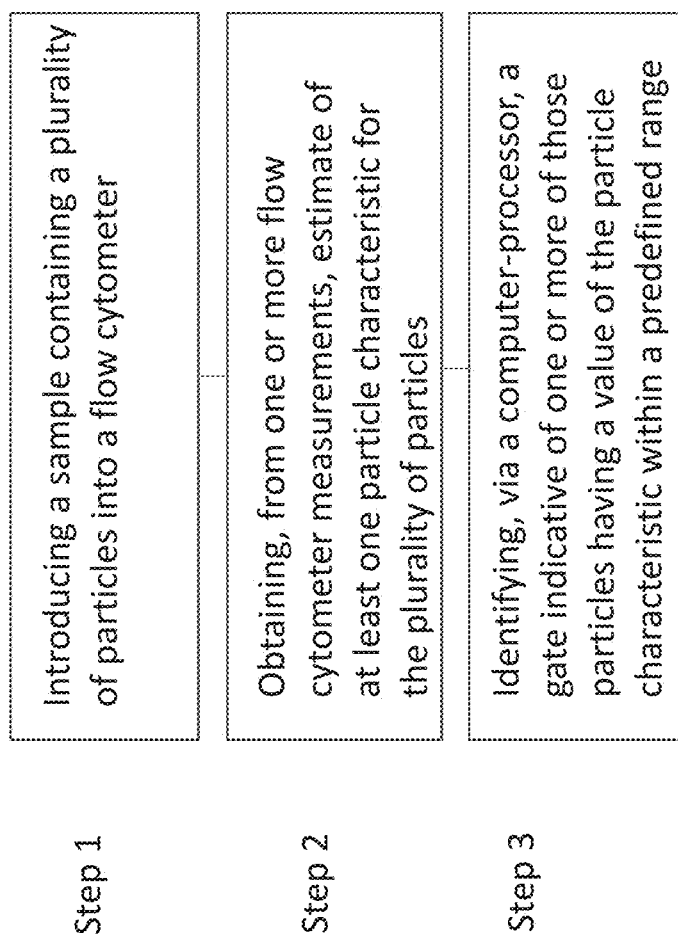 Step 1
Introducing a sample containing a plurality
of particles into a flow cytometer
Step 2
Obtaining, from one or more flow
cytometer measurements, estimate of
at least one particle characteristic for
the plurality of particles
Step 3
Identifying, via a computer-processor, a
gate indicative of one or more of those
particles having a value of the particle
characteristic within a predefined range